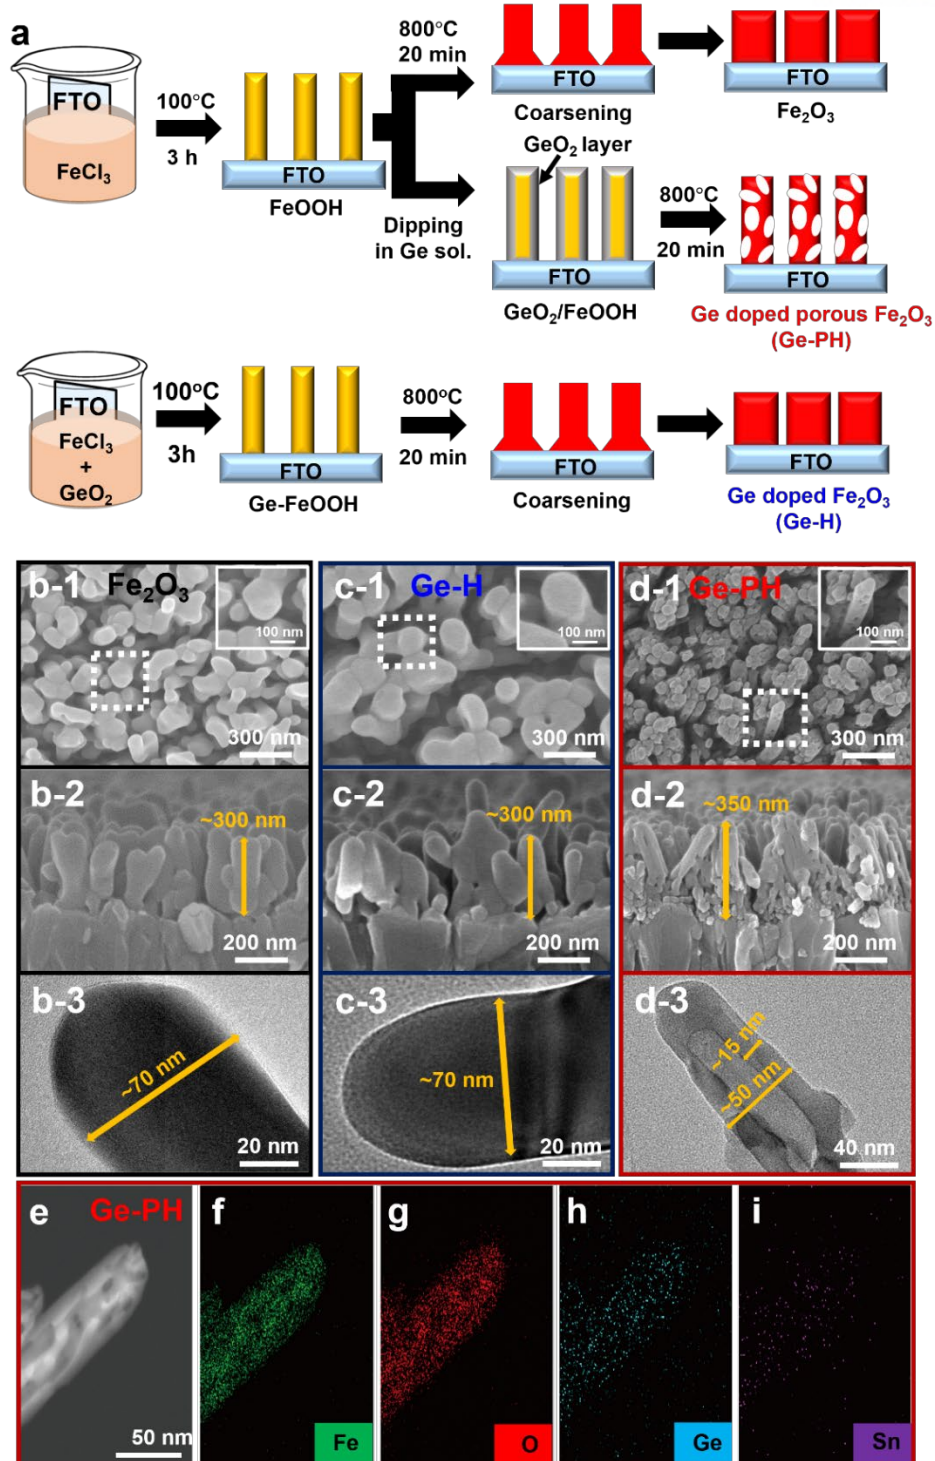 a
FTO
FeCl₃
100°C
3 h
FTO
FeOOH
800°C
20 min
FTO
Coarsening
FTO
Fe₂O₃
Dipping
in Ge sol.
GeO₂ layer
FTO
GeO₂/FeOOH
800°C
20 min
FTO
Ge doped porous Fe₂O₃
(Ge-PH)
FTO
FeCl₃
+
GeO₂
100°C
3h
FTO
Ge-FeOOH
800°C
20 min
FTO
Coarsening
FTO
Ge doped Fe₂O₃
(Ge-H)
b-1 Fe₂O₃
100 nm
300 nm
c-1 Ge-H
100 nm
300 nm
d-1 Ge-PH
100 nm
300 nm
b-2
~300 nm
200 nm
c-2
~300 nm
200 nm
d-2
~350 nm
200 nm
b-3
~70 nm
20 nm
c-3
~70 nm
20 nm
d-3
~15 nm
~50 nm
40 nm
e Ge-PH
50 nm
f
Fe
g
O
h
Ge
i
Sn